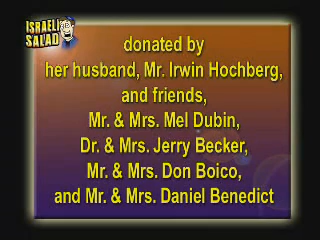 ISRAELI
SALAD
donated by
her husband, Mr. Irwin Hochberg,
and friends,
Mr. & Mrs. Mel Dubin,
Dr. & Mrs. Jerry Becker,
Mr. & Mrs. Don Boico,
and Mr. & Mrs. Daniel Benedict